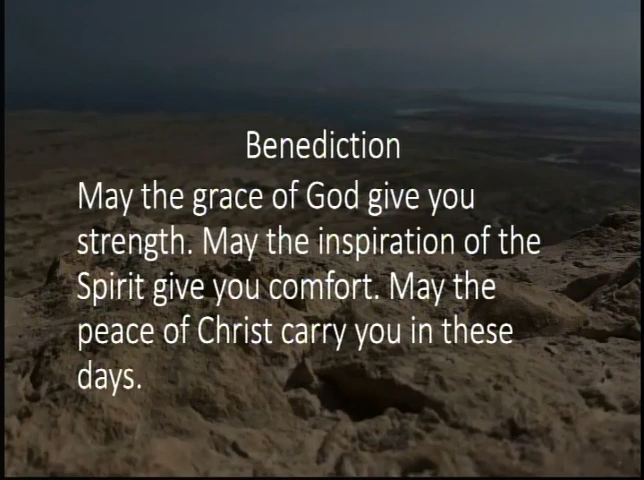 Benediction
May the grace of God give you
strength. May the inspiration of the
Spirit give you comfort. May the
peace of Christ carry you in these
days.